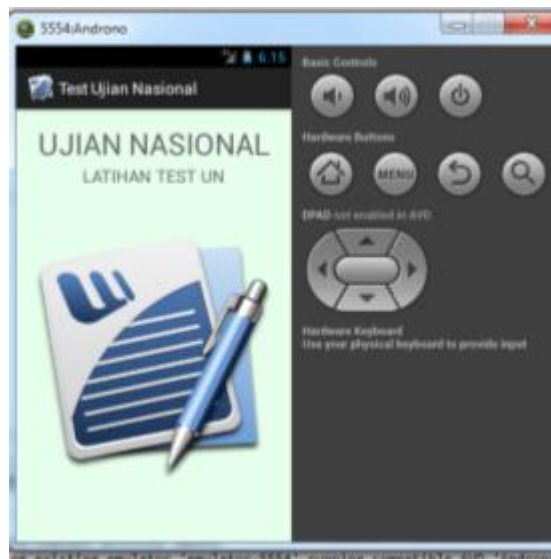 5554:Androno
6.15
Test Ujian Nasional
UJIAN NASIONAL
LATIHAN TEST UN
Basic Controls
Hardware Buttons
MENU
DPAD not enabled in AVD
Hardware Keyboard
Use your physical keyboard to provide input